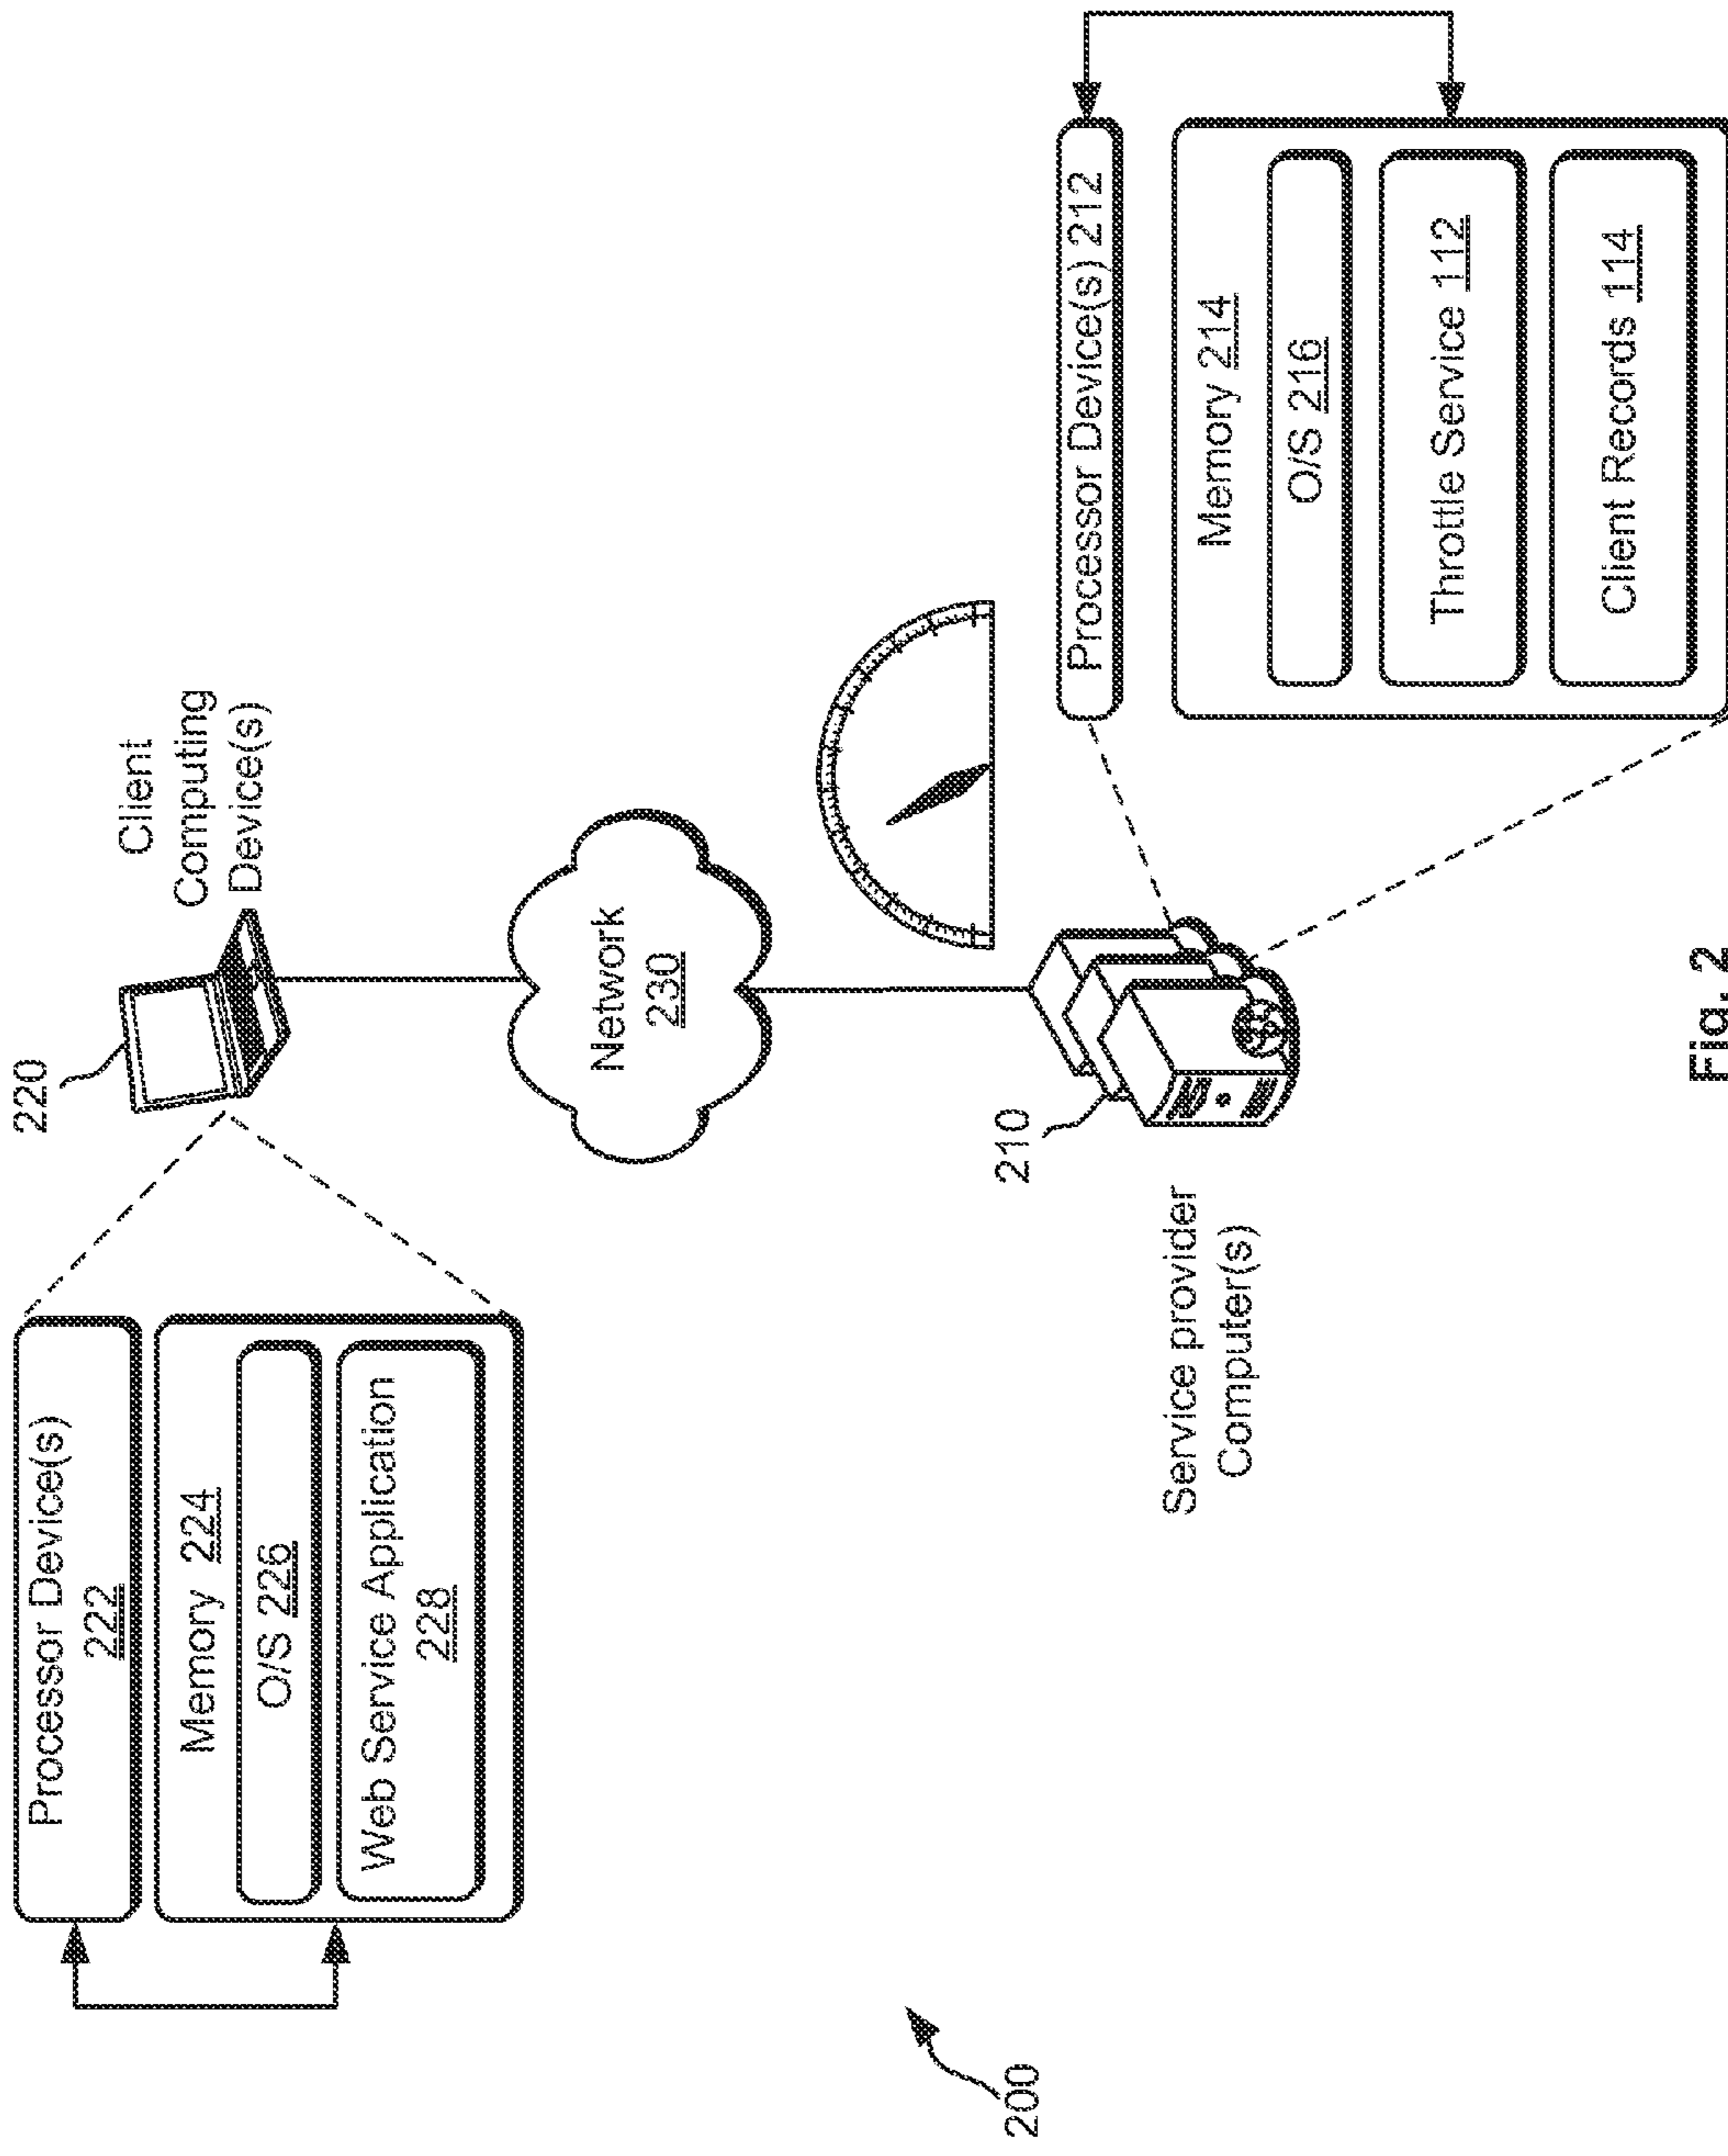 200
220
Client
Computing
Device(s)
Processor Device(s)
222
Memory 224
O/S 226
Web Service Application
228
Network
230
210
Service provider
Computer(s)
Processor Device(s) 212
Memory 214
O/S 216
Throttle Service 112
Client Records 114
Fig. 2